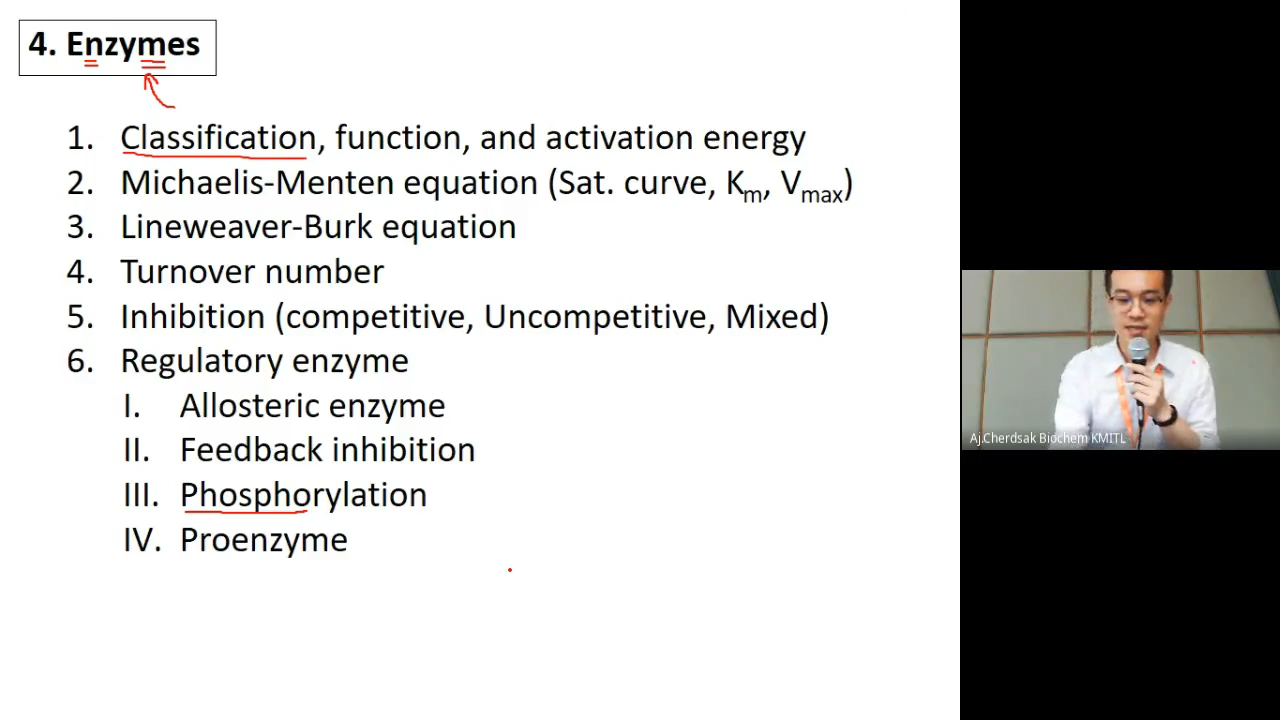 4. Enzymes
1. Classification, function, and activation energy
2. Michaelis-Menten equation (Sat. curve, Km, Vmax)
3. Lineweaver-Burk equation
4. Turnover number
5. Inhibition (competitive, Uncompetitive, Mixed)
6. Regulatory enzyme
I. Allosteric enzyme
II. Feedback inhibition
III. Phosphorylation
IV. Proenzyme
Aj.Cherdsak Biochem KMITL